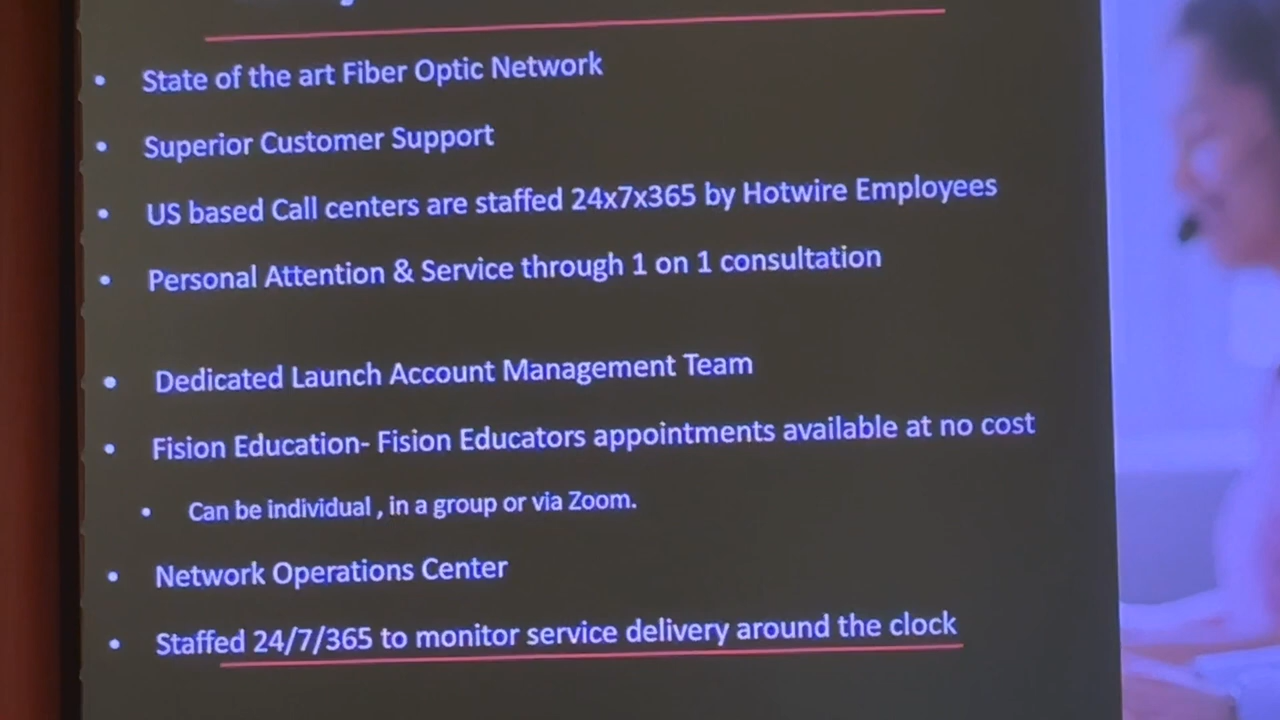 • State of the art Fiber Optic Network
• Superior Customer Support
• US based Call centers are staffed 24x7x365 by Hotwire Employees
• Personal Attention & Service through 1 on 1 consultation
• Dedicated Launch Account Management Team
• Fision Education- Fision Educators appointments available at no cost
• Can be individual , in a group or via Zoom.
• Network Operations Center
• Staffed 24/7/365 to monitor service delivery around the clock